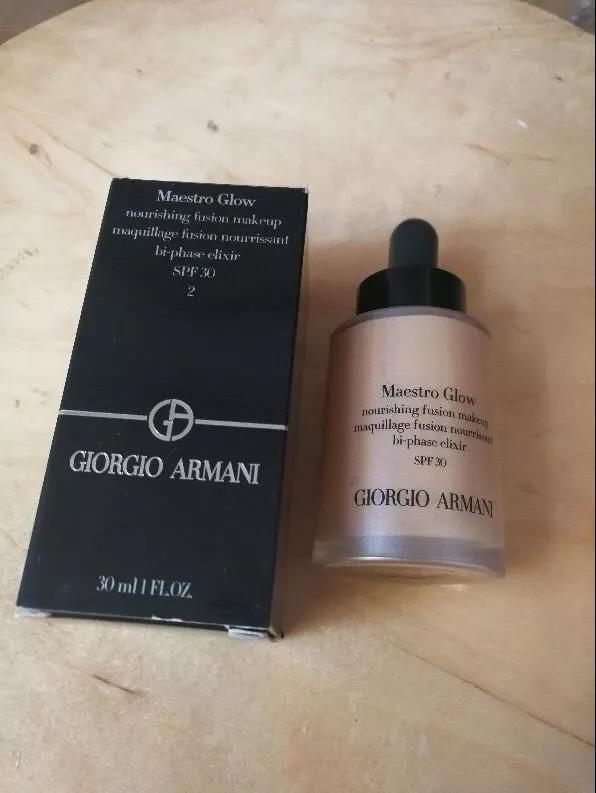 Maestro Glow
nourishing fusion makeup
maquillage fusion nourrissant
bi-phase elixir
SPF 30
2
GA
GIORGIO ARMANI
30 ml 1 FL.OZ.
Maestro Glow
nourishing fusion makeup
maquillage fusion nourrissant
bi-phase elixir
SPF 30
GIORGIO ARMANI